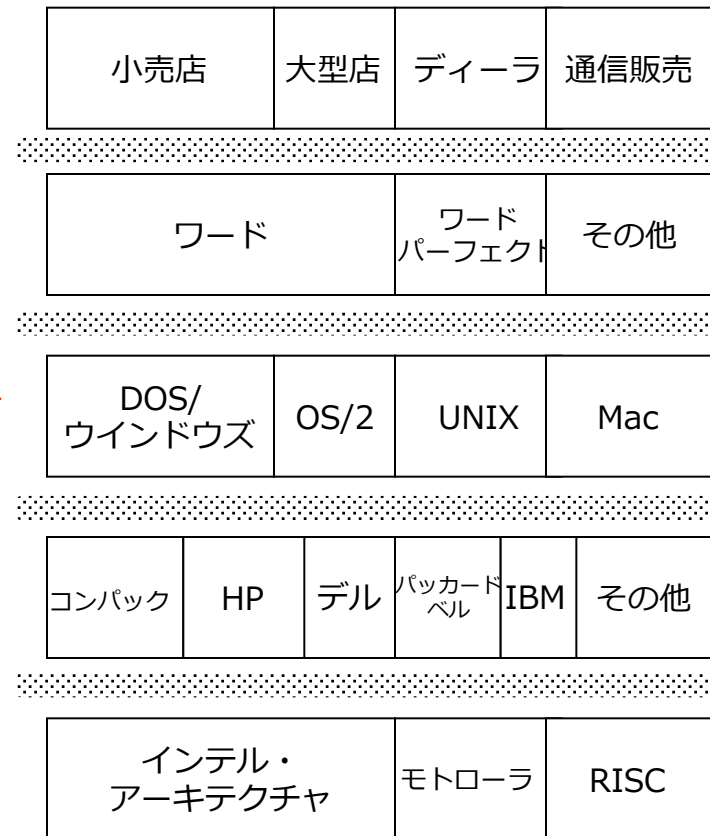 小売店
大型店
ディーラ
通信販売
ワード
ワード
パーフェクト
その他
DOS/
ウインドウズ
OS/2
UNIX
Mac
コンパック
HP
デル
パッカード
ベル
IBM
その他
インテル・
アーキテクチャ
モトローラ
RISC